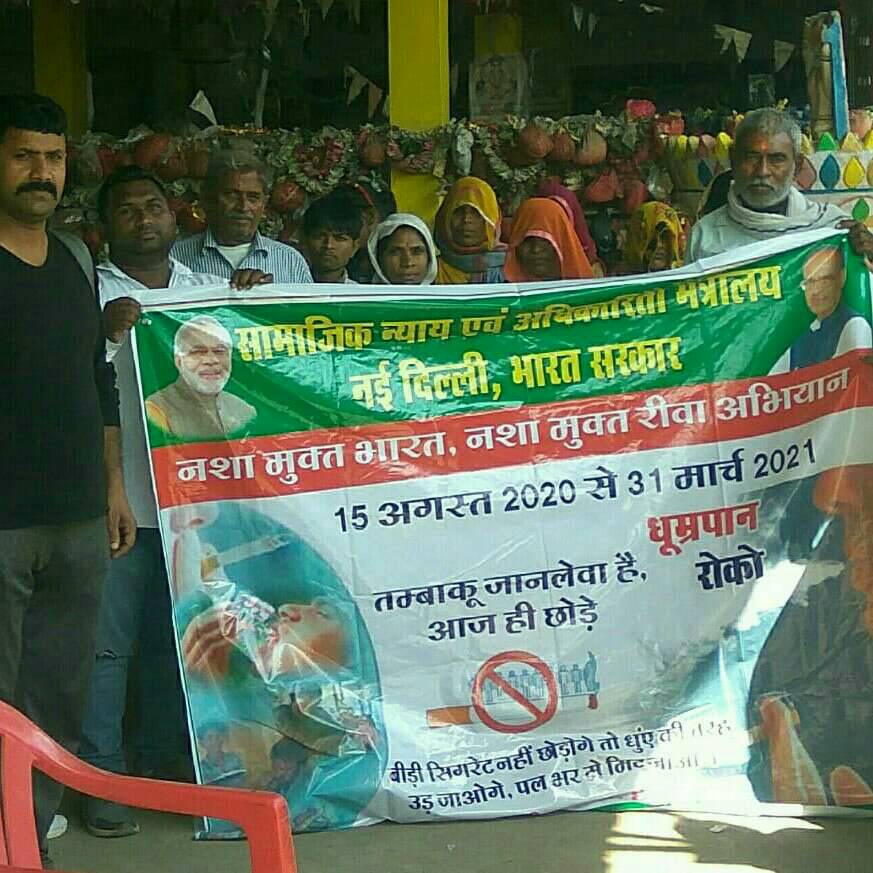 सामाजिक न्याय एवं अधिकारिता मंत्रालय
नई दिल्ली, भारत सरकार
नशा मुक्त भारत, नशा मुक्त रीवा अभियान
15 अगस्त 2020 से 31 मार्च 2021
धूम्रपान
रोको
तम्बाकू जानलेवा है,
आज ही छोड़े
बीड़ी सिगरेट नहीं छोड़ोगे तो धुंए की तरह
उड़ जाओगे, पल भर